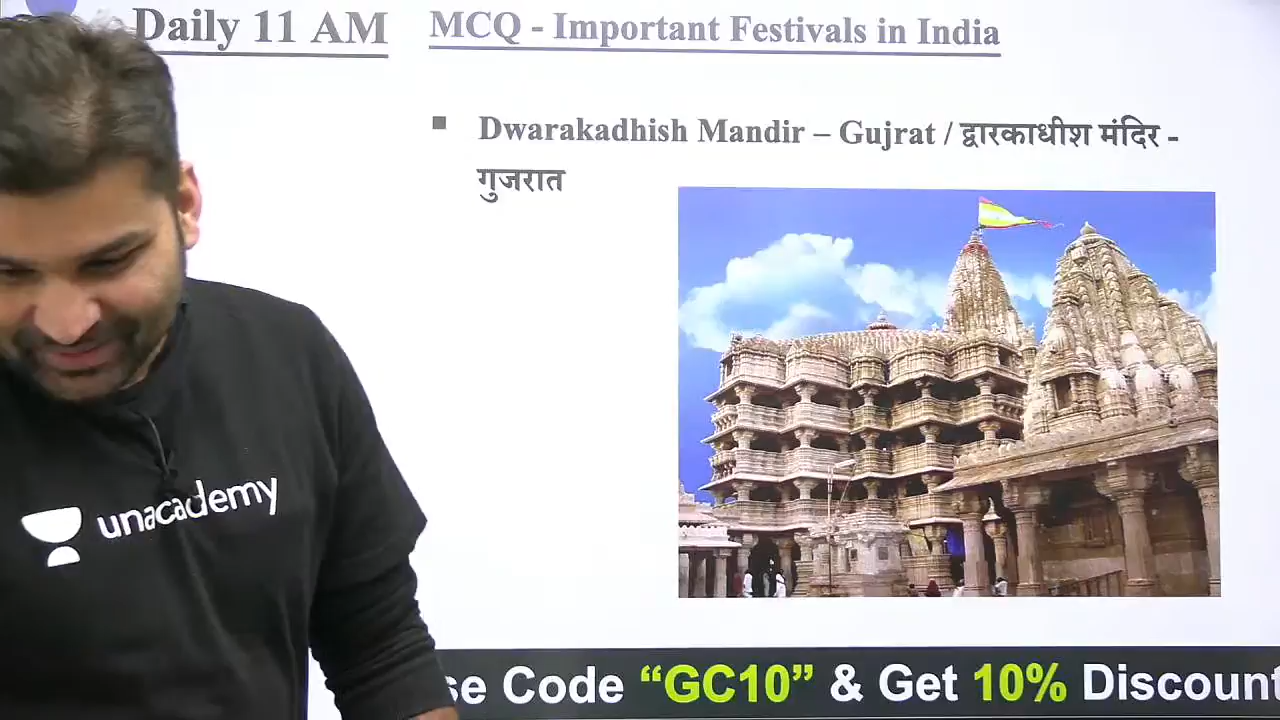 Daily 11 AM
MCQ - Important Festivals in India
▪ Dwarakadhish Mandir – Gujrat / द्वारकाधीश मंदिर -
गुजरात
unacademy
se Code “GC10” & Get 10% Discount